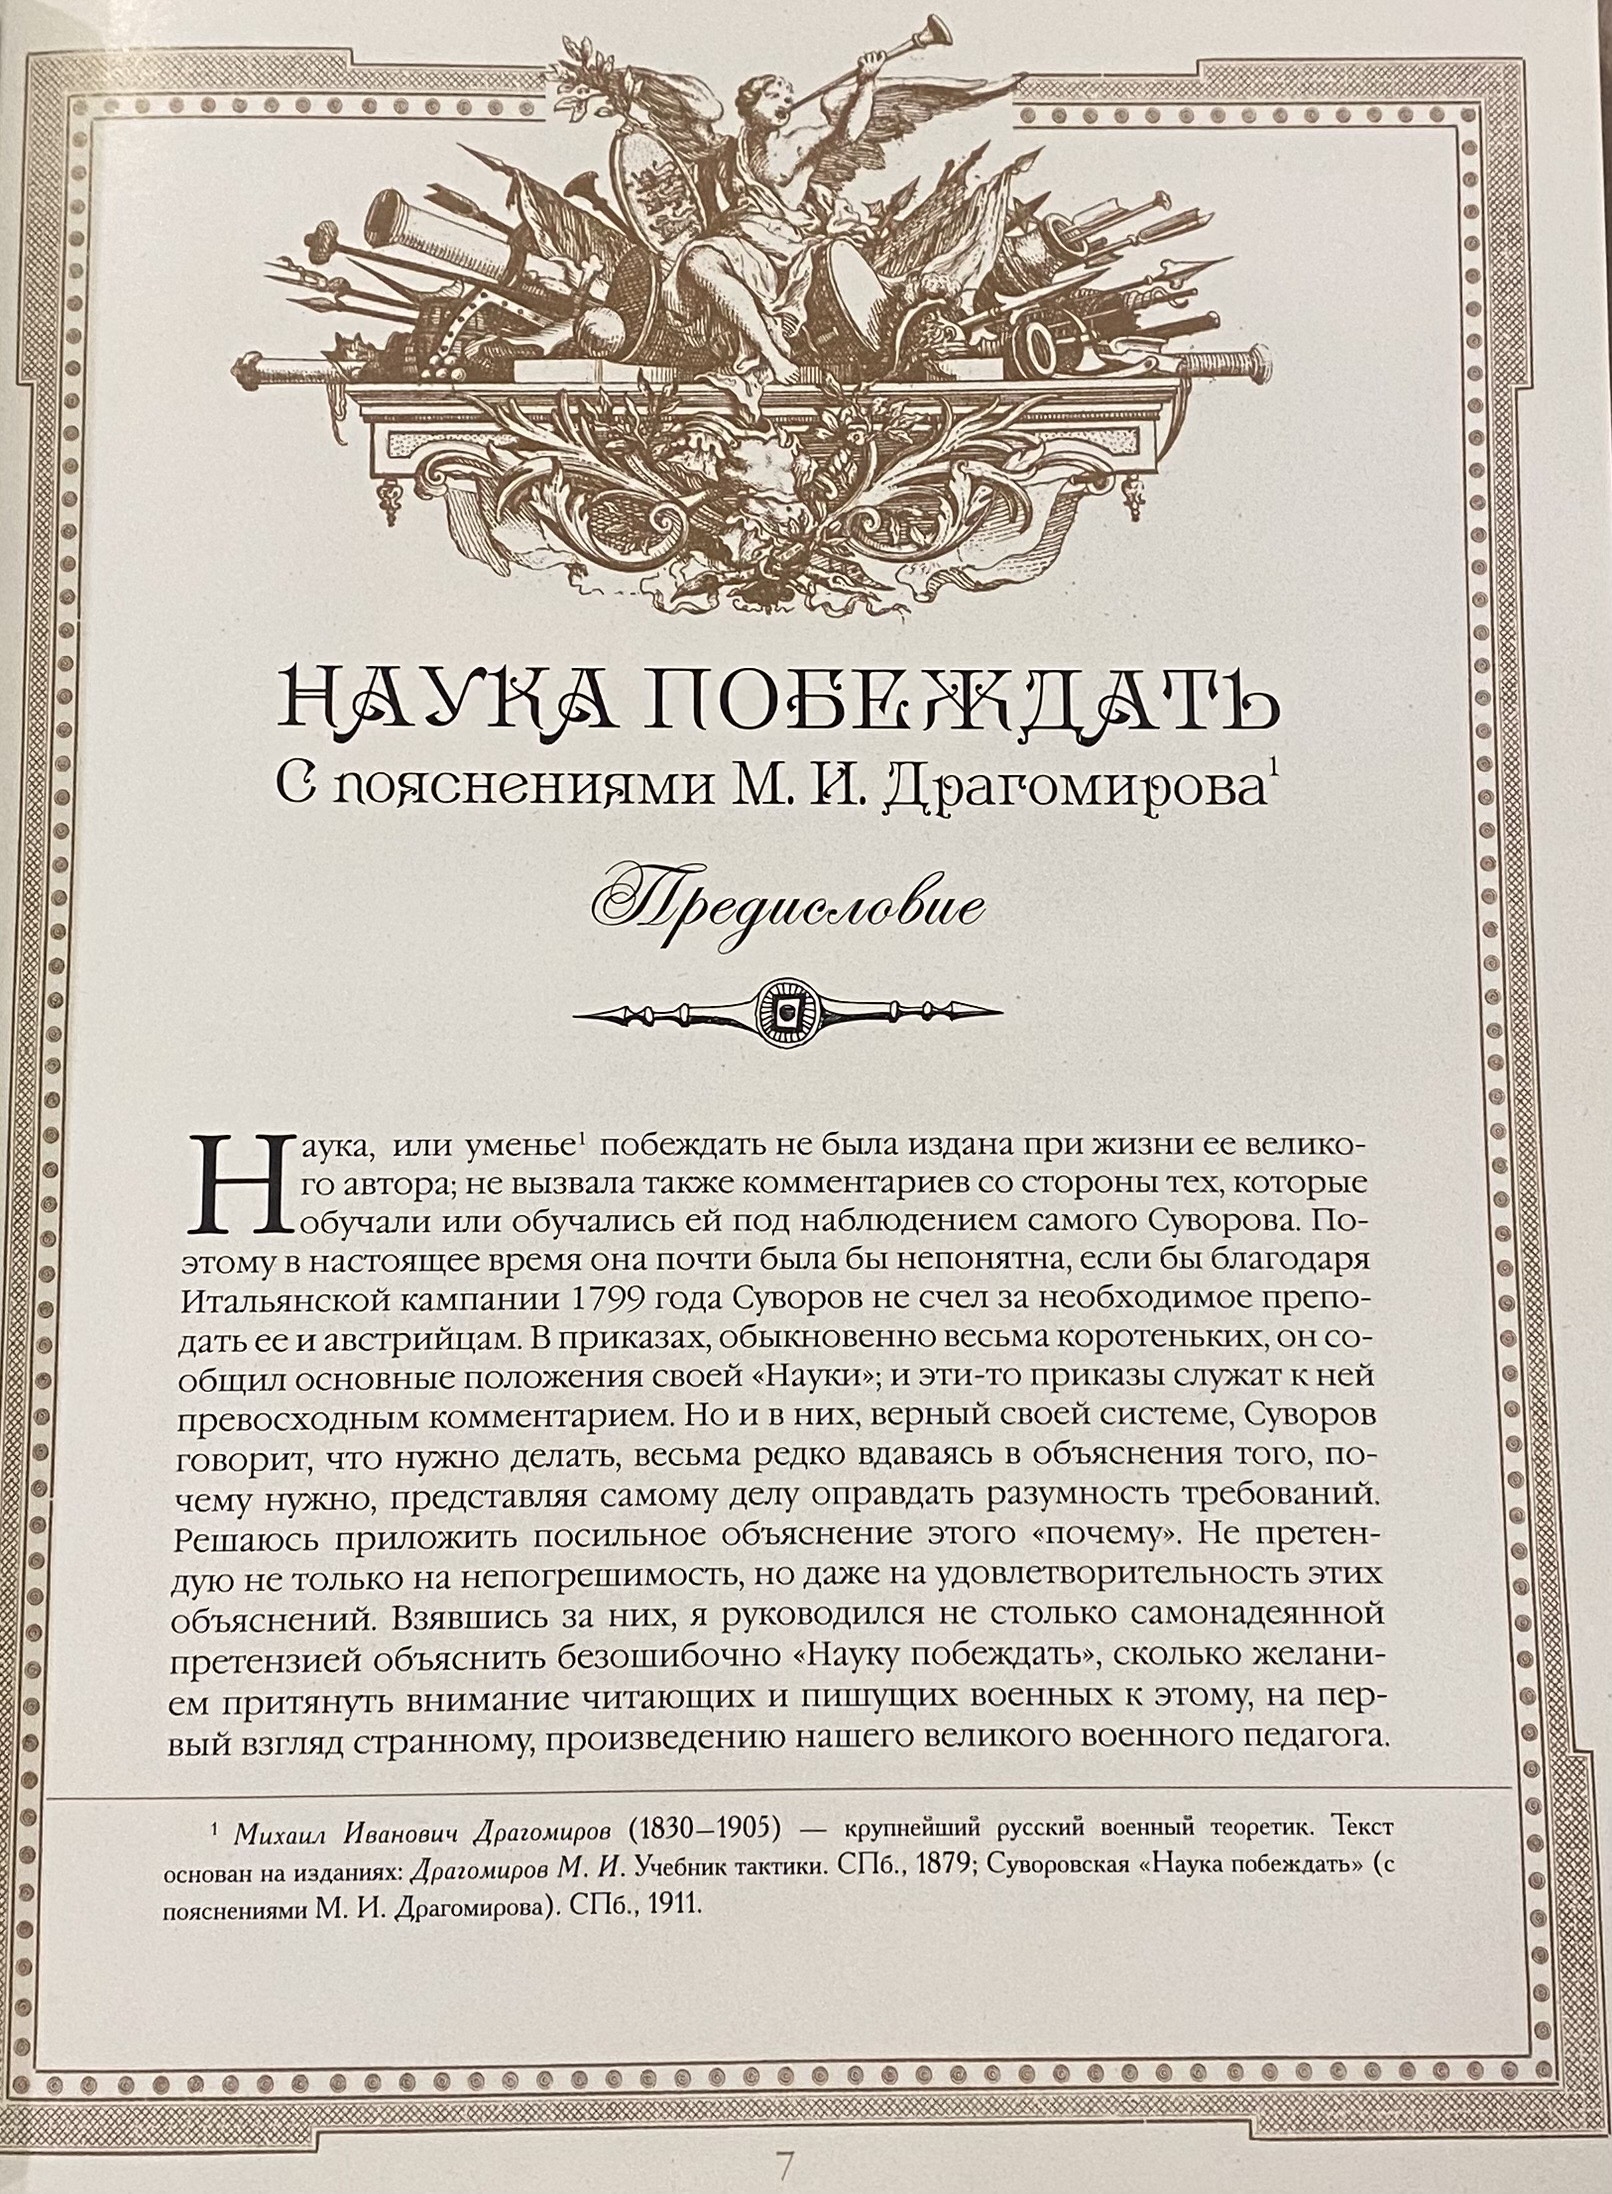 НАУКА ПОБЕЖДАТЬ
С пояснениями М. И. Драгомирова¹
Предисловие
Наука, или уменье¹ побеждать не была издана при жизни ее велико-
го автора; не вызвала также комментариев со стороны тех, которые
обучали или обучались ей под наблюдением самого Суворова. По-
этому в настоящее время она почти была бы непонятна, если бы благодаря
Итальянской кампании 1799 года Суворов не счел за необходимое препо-
дать ее и австрийцам. В приказах, обыкновенно весьма коротеньких, он со-
общил основные положения своей «Науки»; и эти-то приказы служат к ней
превосходным комментарием. Но и в них, верный своей системе, Суворов
говорит, что нужно делать, весьма редко вдаваясь в объяснения того, по-
чему нужно, представляя самому делу оправдать разумность требований.
Решаюсь приложить посильное объяснение этого «почему». Не претен-
дую не только на непогрешимость, но даже на удовлетворительность этих
объяснений. Взявшись за них, я руководился не столько самонадеянной
претензией объяснить безошибочно «Науку побеждать», сколько желани-
ем притянуть внимание читающих и пишущих военных к этому, на пер-
вый взгляд странному, произведению нашего великого военного педагога.
¹ Михаил Иванович Драгомиров (1830–1905) — крупнейший русский военный теоретик. Текст
основан на изданиях: Драгомиров М. И. Учебник тактики. СПб., 1879; Суворовская «Наука побеждать» (с
пояснениями М. И. Драгомирова). СПб., 1911.
7